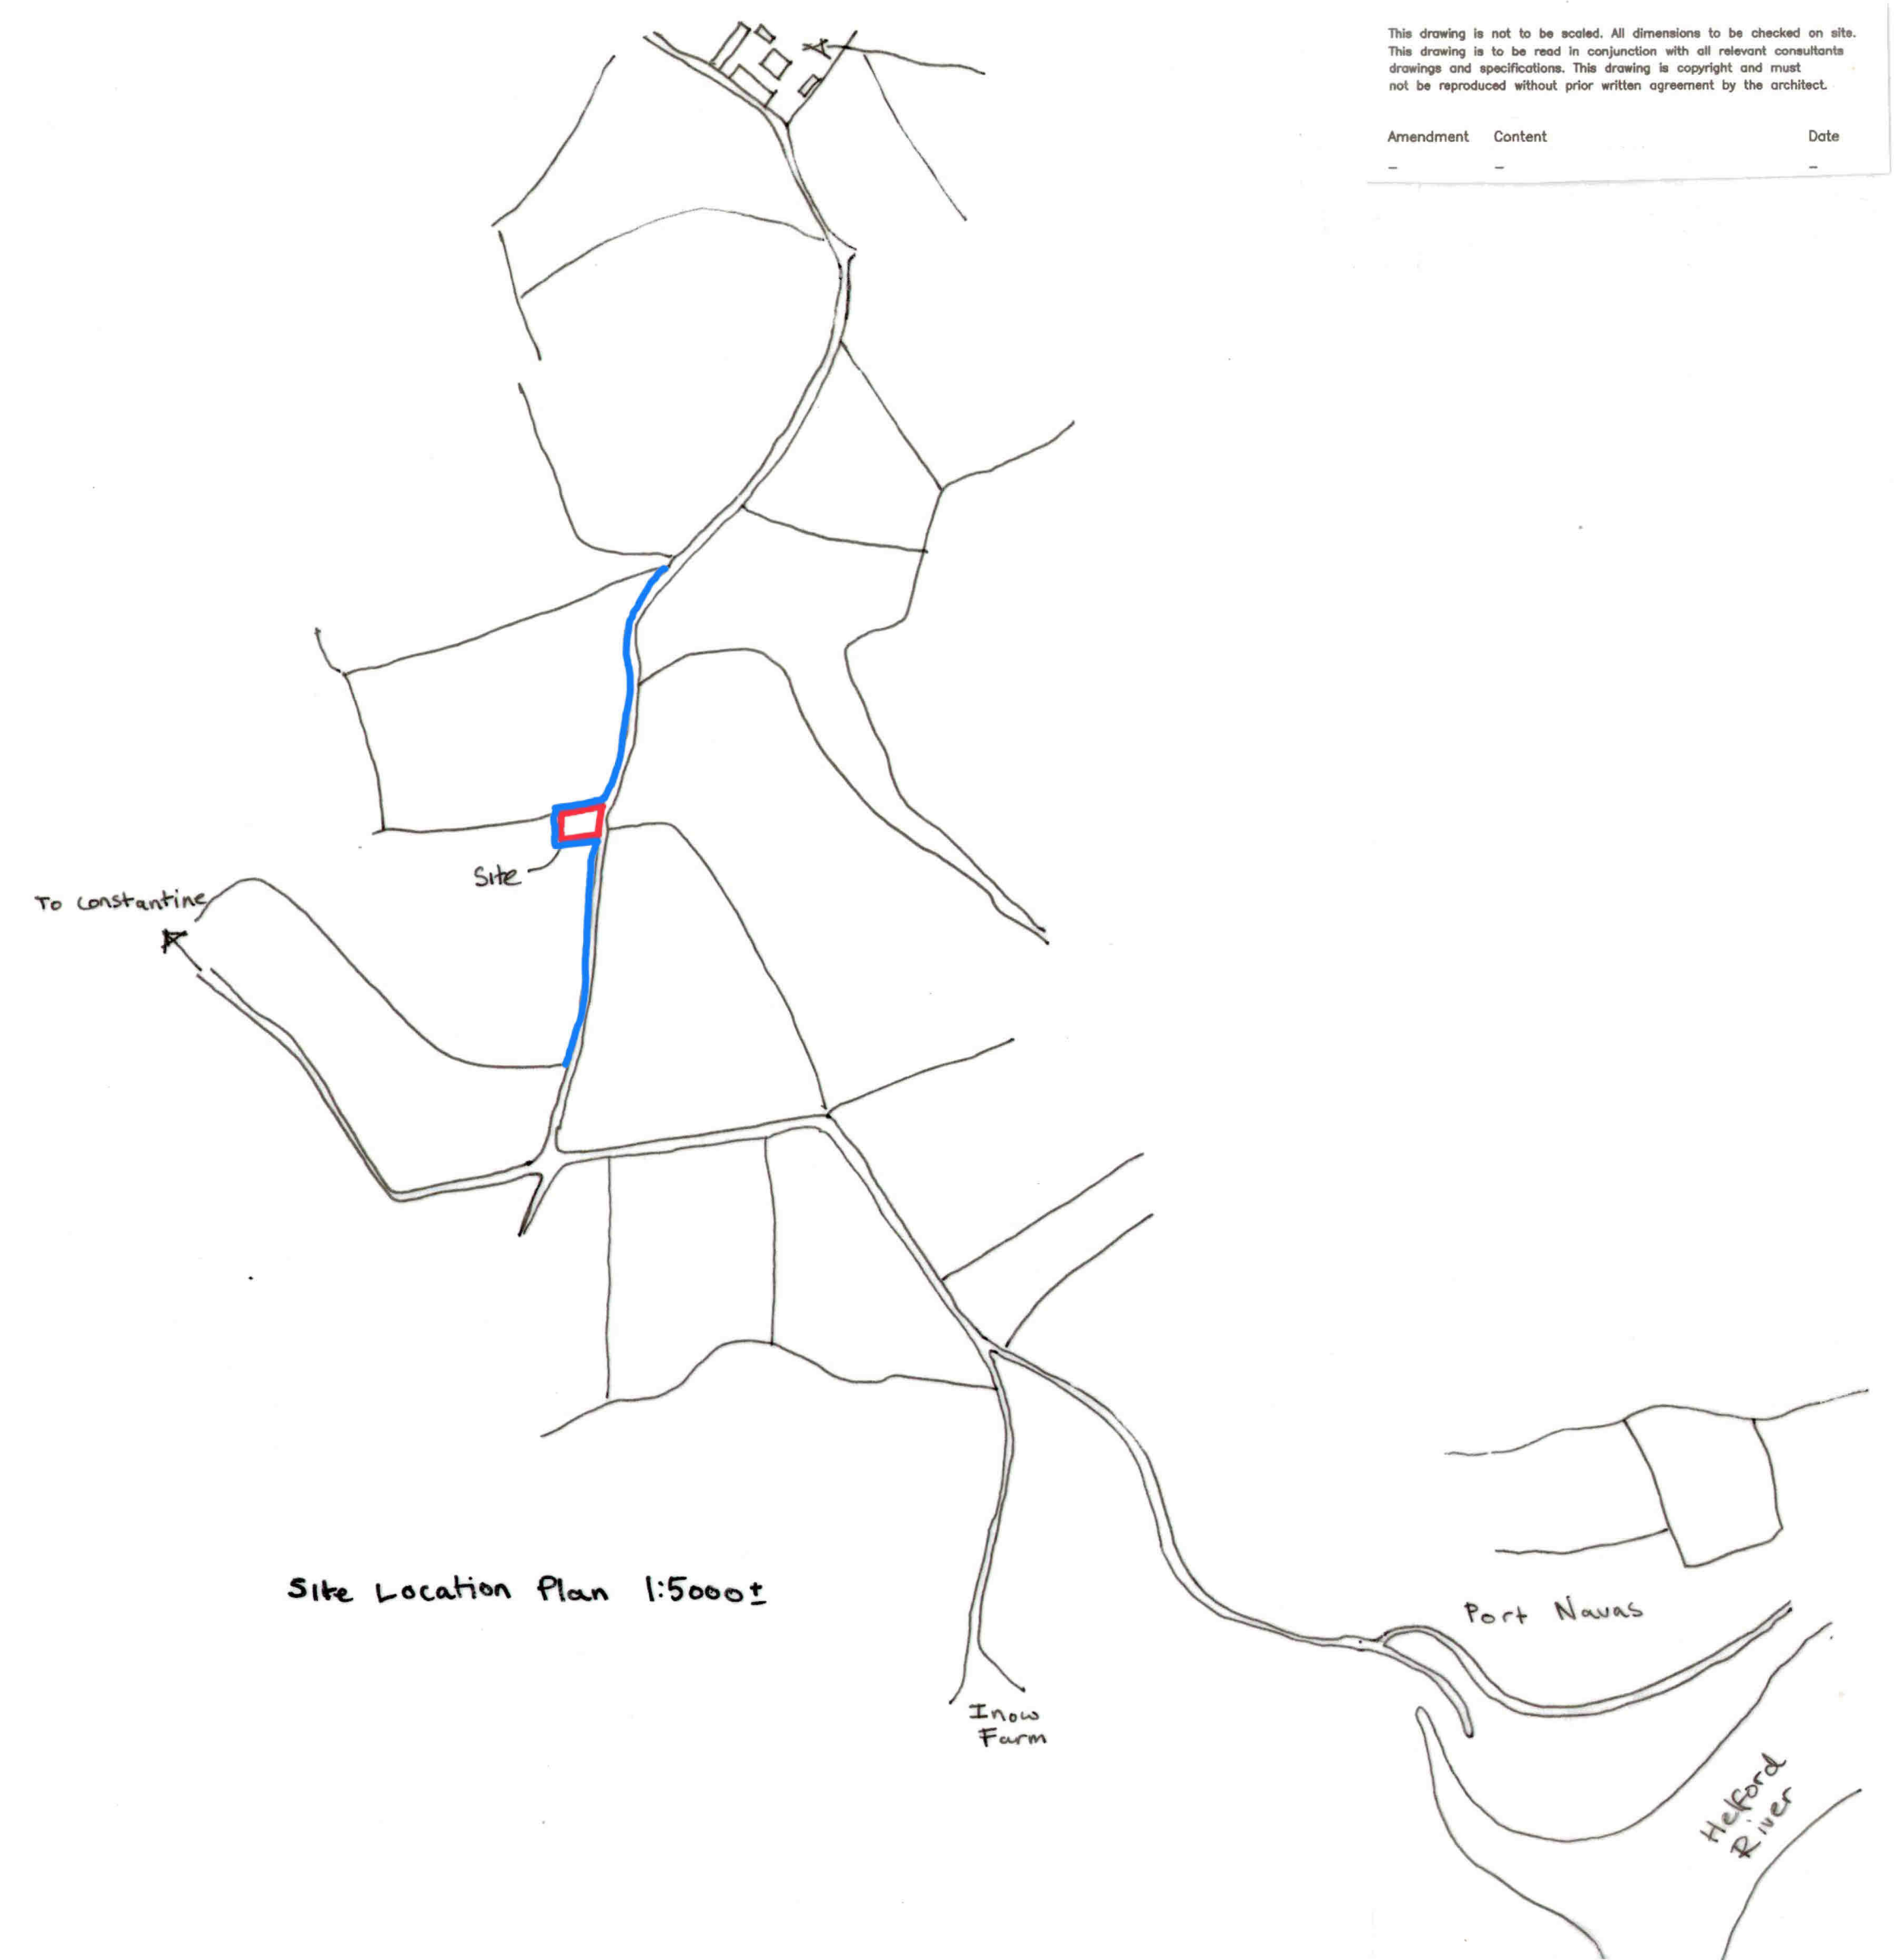 This drawing is not to be scaled. All dimensions to be checked on site.
This drawing is to be read in conjunction with all relevant consultants
drawings and specifications. This drawing is copyright and must
not be reproduced without prior written agreement by the architect.
Amendment Content Date
– – –
Site
To Constantine
Site Location Plan 1:5000±
Port Navas
Inow
Farm
Helford
River